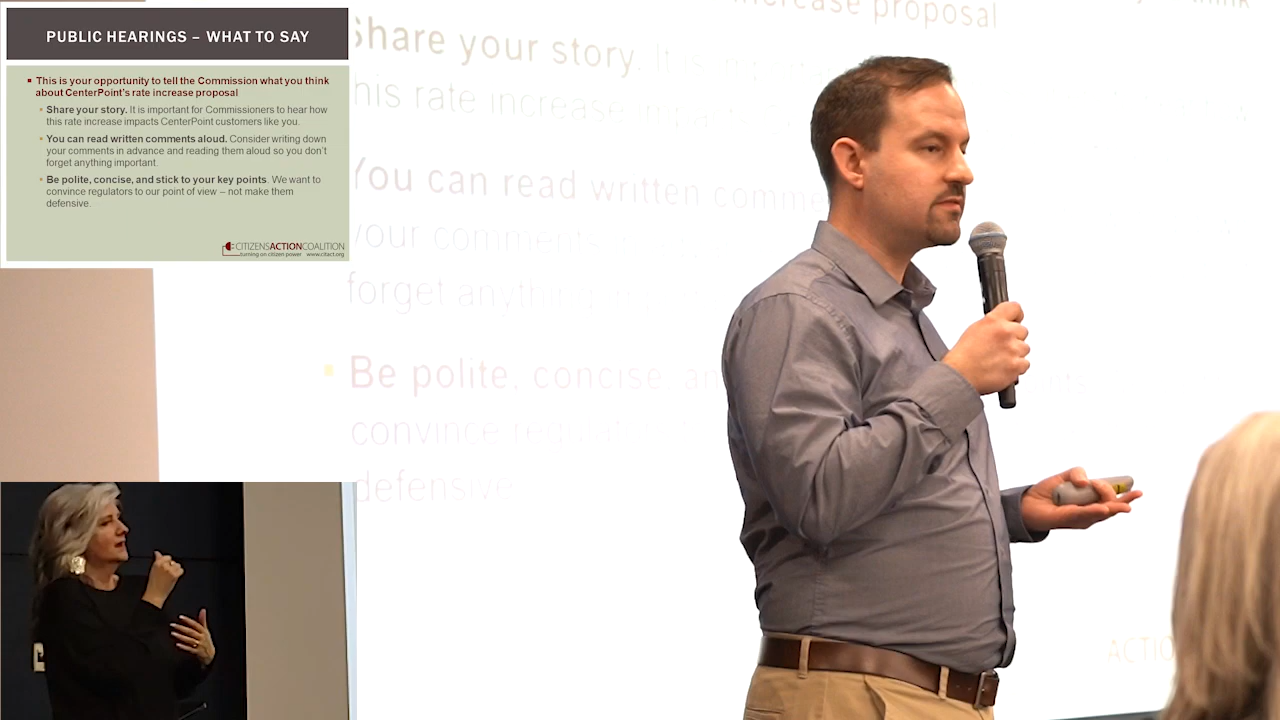 PUBLIC HEARINGS – WHAT TO SAY
This is your opportunity to tell the Commission what you think
about CenterPoint's rate increase proposal
Share your story. It is important for Commissioners to hear how
this rate increase impacts CenterPoint customers like you.
You can read written comments aloud. Consider writing down
your comments in advance and reading them aloud so you don't
forget anything important.
Be polite, concise, and stick to your key points. We want to
convince regulators to our point of view – not make them
defensive.
CITIZENSACTIONCOALITION
turning on citizen power www.citact.org
increase proposal
Share your story. It is
this rate increase impacts
You can read written comme
your comments
forget anything
Be polite, concise, an
convince
defensive.
ACTIO